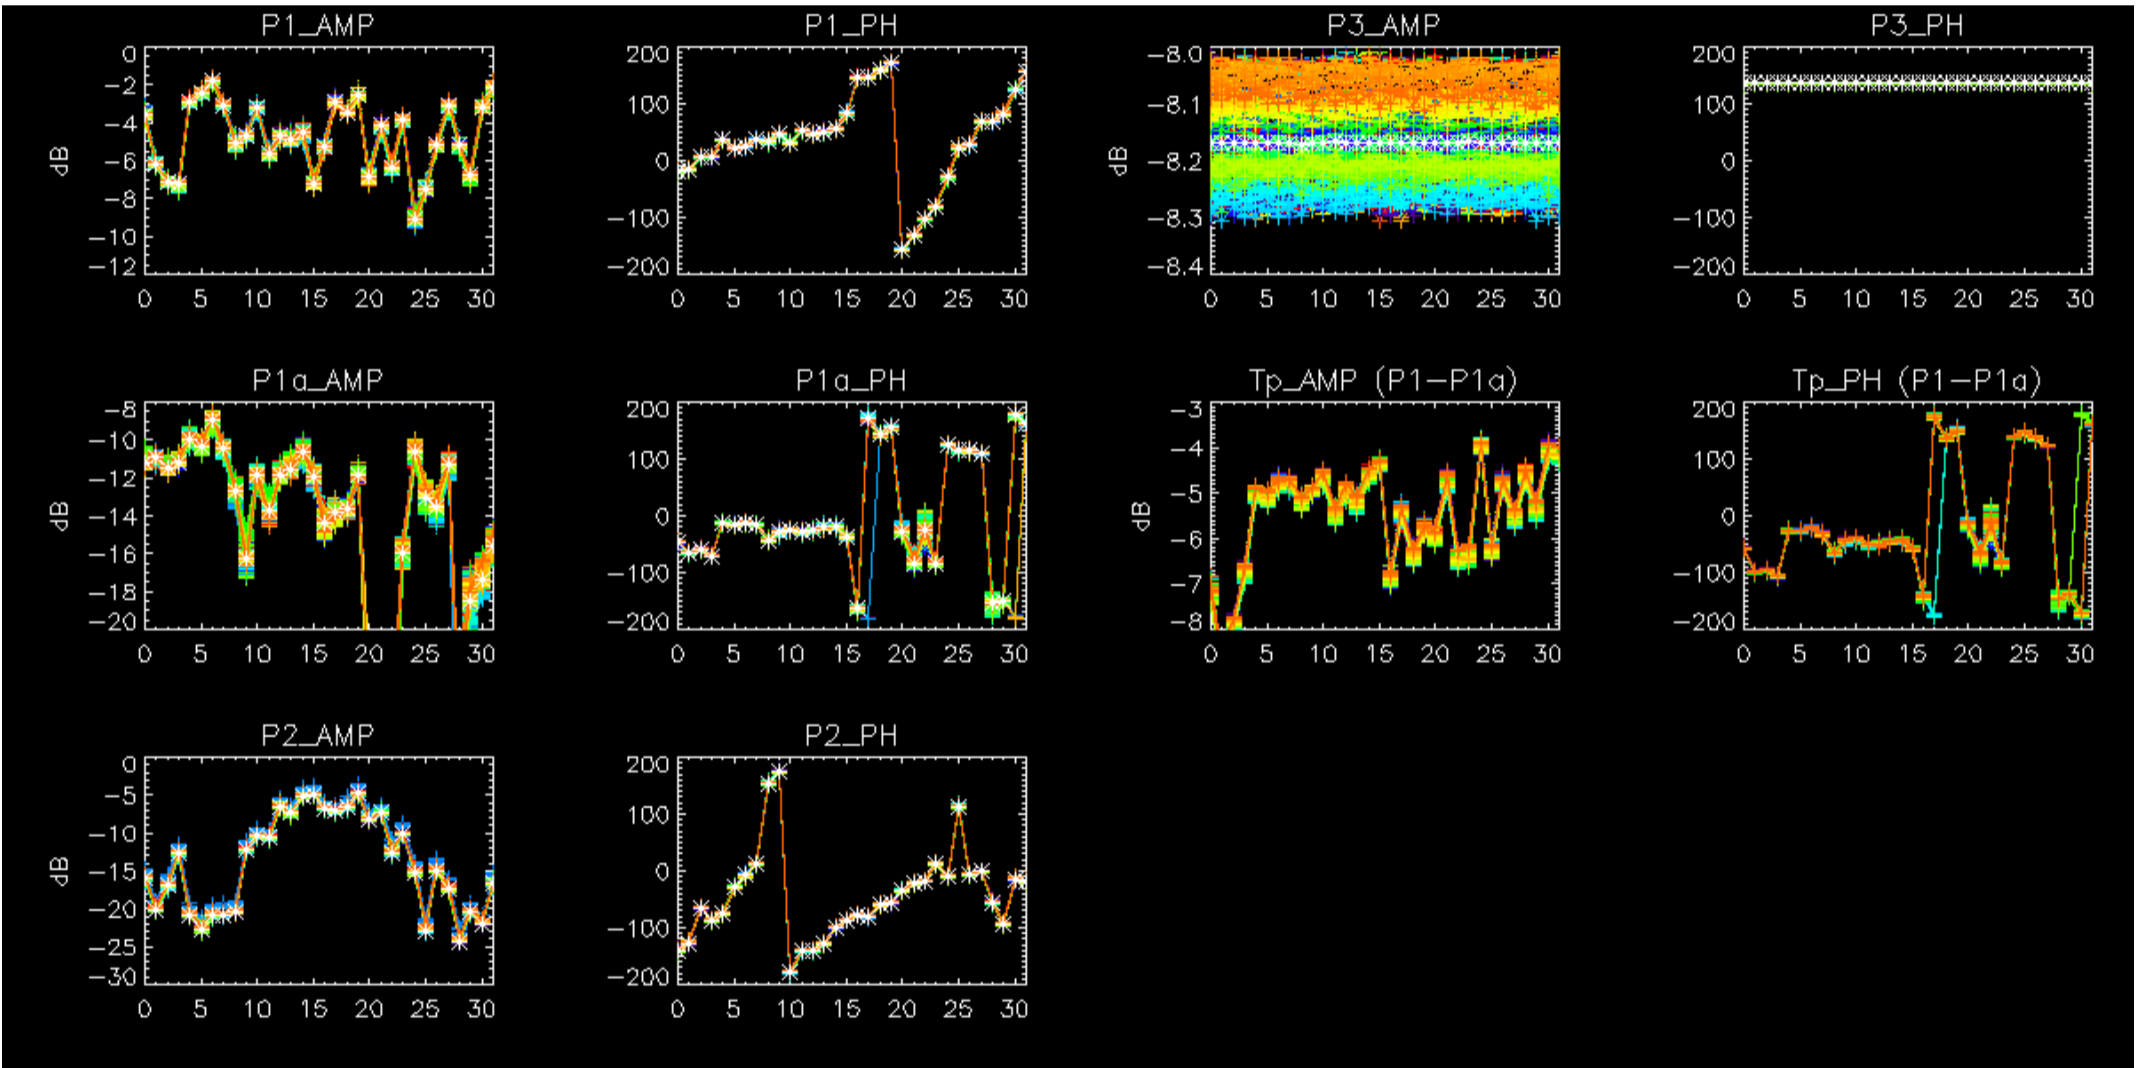 P1_AMP
P1_PH
P3_AMP
P3_PH
0
−2
−4
−6
−8
−10
−12
dB
0 5 10 15 20 25 30
200
100
0
−100
−200
0 5 10 15 20 25 30
−8.0
−8.1
−8.2
−8.3
−8.4
dB
0 5 10 15 20 25 30
200
100
0
−100
−200
0 5 10 15 20 25 30
P1a_AMP
P1a_PH
Tp_AMP (P1−P1a)
Tp_PH (P1−P1a)
−8
−10
−12
−14
−16
−18
−20
dB
0 5 10 15 20 25 30
200
100
0
−100
−200
0 5 10 15 20 25 30
−3
−4
−5
−6
−7
−8
dB
0 5 10 15 20 25 30
200
100
0
−100
−200
0 5 10 15 20 25 30
P2_AMP
P2_PH
0
−5
−10
−15
−20
−25
−30
dB
0 5 10 15 20 25 30
200
100
0
−100
−200
0 5 10 15 20 25 30